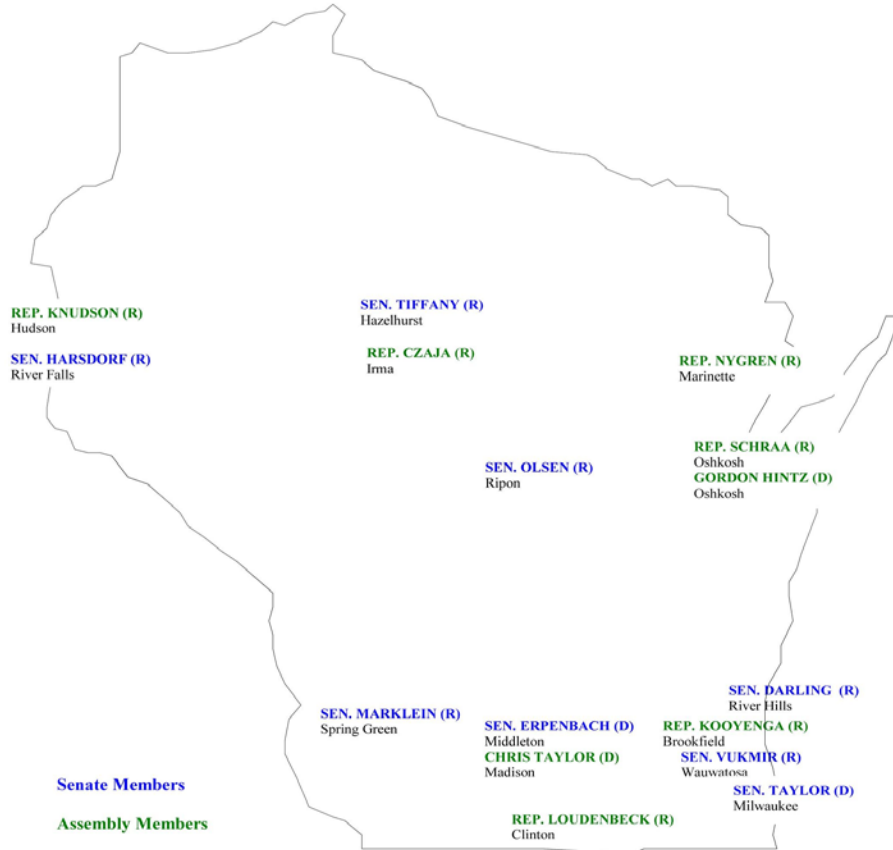 SEN. TIFFANY (R)
Hazelhurst
REP. KNUDSON (R)
Hudson
REP. CZAJA (R)
Irma
SEN. HARSDORF (R)
River Falls
REP. NYGREN (R)
Marinette
REP. SCHRAA (R)
Oshkosh
GORDON HINTZ (D)
Oshkosh
SEN. OLSEN (R)
Ripon
SEN. DARLING (R)
River Hills
SEN. MARKLEIN (R)
Spring Green
SEN. ERPENBACH (D)
Middleton
CHRIS TAYLOR (D)
Madison
REP. KOOYENGA (R)
Brookfield
SEN. VUKMIR (R)
Wauwatosa
SEN. TAYLOR (D)
Milwaukee
REP. LOUDENBECK (R)
Clinton
Senate Members
Assembly Members